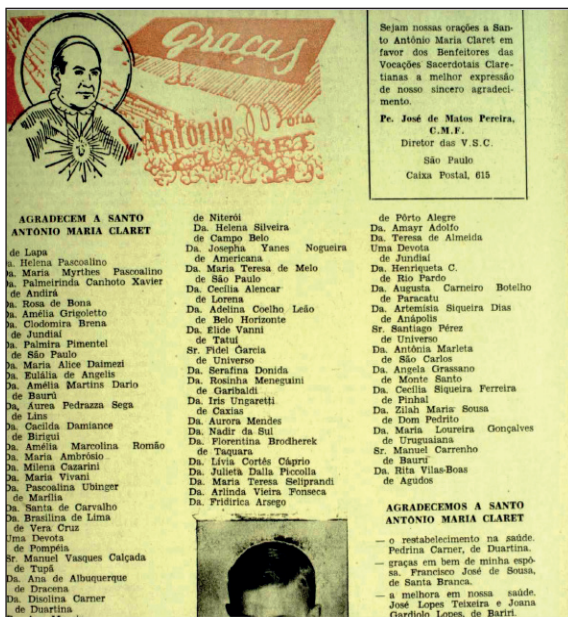 Graças
de
S. Antonio Maria
CLARET
Sejam nossas orações a San-
to Antônio Maria Claret em
favor dos Benfeitores das
Vocações Sacerdotais Clare-
tianas a melhor expressão
de nosso sincero agradeci-
mento.
Pe. José de Matos Pereira,
C.M.F.
Diretor das V.S.C.
São Paulo
Caixa Postal, 615
AGRADECEM A SANTO
ANTÔNIO MARIA CLARET
de Lapa
Da. Helena Pascoalino
Da. Maria Myrthes Pascoalino
Da. Palmeirinda Canhoto Xavier
de Andirá
Da. Rosa de Bona
Da. Amélia Grigoletto
Da. Clodomira Brena
de Jundiaí
Da. Palmira Pimentel
de São Paulo
Da. Maria Alice Daimezi
Da. Eulália de Angelis
Da. Amélia Martins Dario
de Baurú
Da. Áurea Pedrazza Sega
de Lins
Da. Cacilda Damiance
de Birigui
Da. Amélia Marcolina Romão
Da. Maria Ambrósio
Da. Milena Cazarini
Da. Maria Vivani
Da. Pascoalina Ubinger
de Marília
Da. Santa de Carvalho
Da. Brasilina de Lima
de Vera Cruz
Uma Devota
de Pompéia
Sr. Manuel Vasques Calçada
de Tupã
Da. Ana de Albuquerque
de Dracena
Da. Disolina Carner
de Duartina
de Niterói
Da. Helena Silveira
de Campo Belo
Da. Josepha Yanes Nogueira
de Americana
Da. Maria Teresa de Melo
de São Paulo
Da. Cecília Alencar
de Lorena
Da. Adelina Coelho Leão
de Belo Horizonte
Da. Elide Vanni
de Tatuí
Sr. Fidel Garcia
de Universo
Da. Serafina Donida
Da. Rosinha Meneguini
de Garibaldi
Da. Iris Ungaretti
de Caxias
Da. Aurora Mendes
Da. Nadir da Sul
Da. Florentina Brodherek
de Taquara
Da. Lívia Cortês Cáprio
Da. Julieta Dalla Piccolla
Da. Maria Teresa Seliprandi
Da. Arlinda Vieira Fonseca
Da. Fridirica Arsego
de Pôrto Alegre
Da. Amayr Adolfo
Da. Teresa de Almeida
Uma Devota
de Jundiaí
Da. Henriqueta C.
de Rio Pardo
Da. Augusta Carneiro Botelho
de Paracatu
Da. Artemísia Siqueira Dias
de Anápolis
Sr. Santiago Pérez
de Universo
Da. Antônia Marleta
de São Carlos
Da. Angela Grassano
de Monte Santo
Da. Cecília Siqueira Ferreira
de Pinhal
Da. Zilah Maria Sousa
de Dom Pedrito
Da. Maria Loureira Gonçalves
de Uruguaiana
Sr. Manuel Carrenho
de Baurú
Da. Rita Vilas-Boas
de Agudos
AGRADECEMOS A SANTO
ANTÔNIO MARIA CLARET
— o restabelecimento na saúde.
Pedrina Carner, de Duartina.
— graças em bem de minha espô-
sa. Francisco José de Sousa,
de Santa Branca.
— a melhora em nossa saúde.
José Lopes Teixeira e Joana
Gardiolo Lopes, de Bariri.